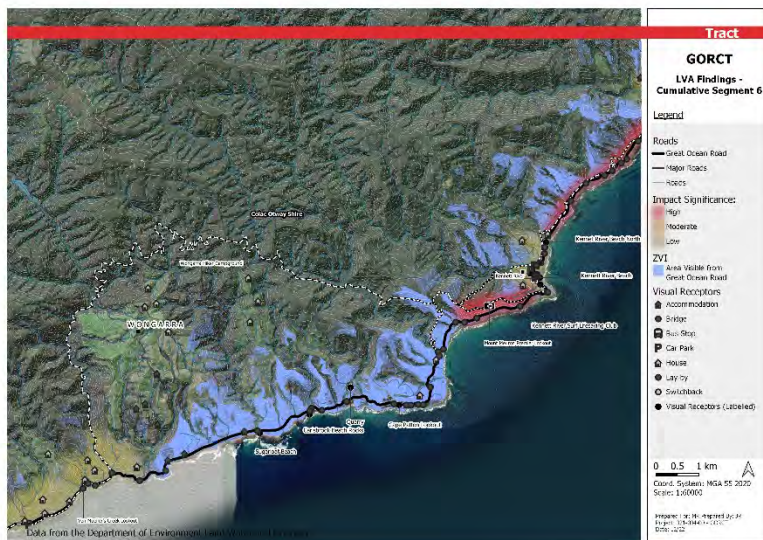 Tract
GORCT
LVA Findings -
Cumulative Segment 6
Legend
Roads
Great Ocean Road
Major Roads
Roads
Impact Significance:
High
Moderate
Low
ZVI
Area Visible from
Great Ocean Road
Visual Receptors
Accommodation
Bridge
Bus Stop
Car Park
House
Lay by
Switchback
Visual Receptors (Labelled)
0 0.5 1 km
Coord. System: MGA 55 2020
Scale: 1:60000
Colac Otway Shire
Kennett River, Beach North
Kennett River, Beach
Kennett River Surf Lifesaving Club
WONGARRA
Cape Patton Lookout
Sugarloaf Beach
Data from the Department of Environment Land Water and